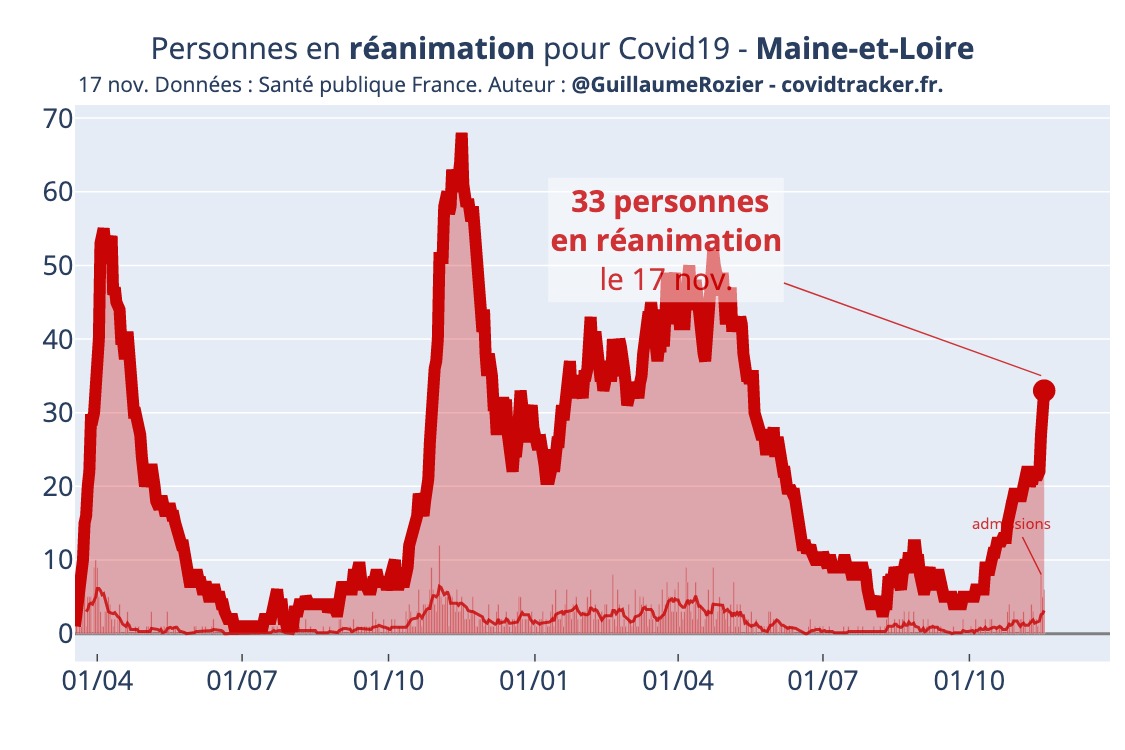 Personnes en réanimation pour Covid19 - Maine-et-Loire
17 nov. Données : Santé publique France. Auteur : @GuillaumeRozier - covidtracker.fr.
70
60
50
40
30
20
10
0
33 personnes
en réanimation
le 17 nov.
admissions
01/04 01/07 01/10 01/01 01/04 01/07 01/10